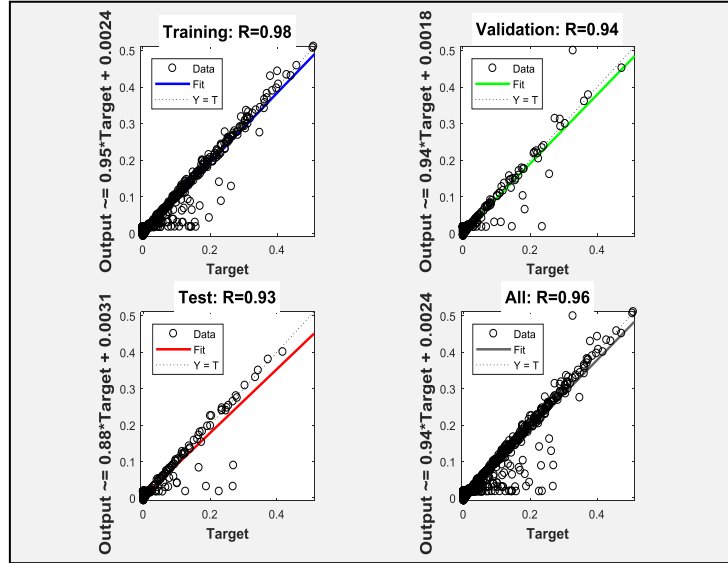 Training: R=0.98
Output ~= 0.95*Target + 0.0024
0.5
0.4
0.3
0.2
0.1
0
Data
Fit
Y = T
0
0.2
0.4
Target
Validation: R=0.94
Output ~= 0.94*Target + 0.0018
0.5
0.4
0.3
0.2
0.1
0
Data
Fit
Y = T
0
0.2
0.4
Target
Test: R=0.93
Output ~= 0.88*Target + 0.0031
0.5
0.4
0.3
0.2
0.1
0
Data
Fit
Y = T
0
0.2
0.4
Target
All: R=0.96
Output ~= 0.94*Target + 0.0024
0.5
0.4
0.3
0.2
0.1
0
Data
Fit
Y = T
0
0.2
0.4
Target